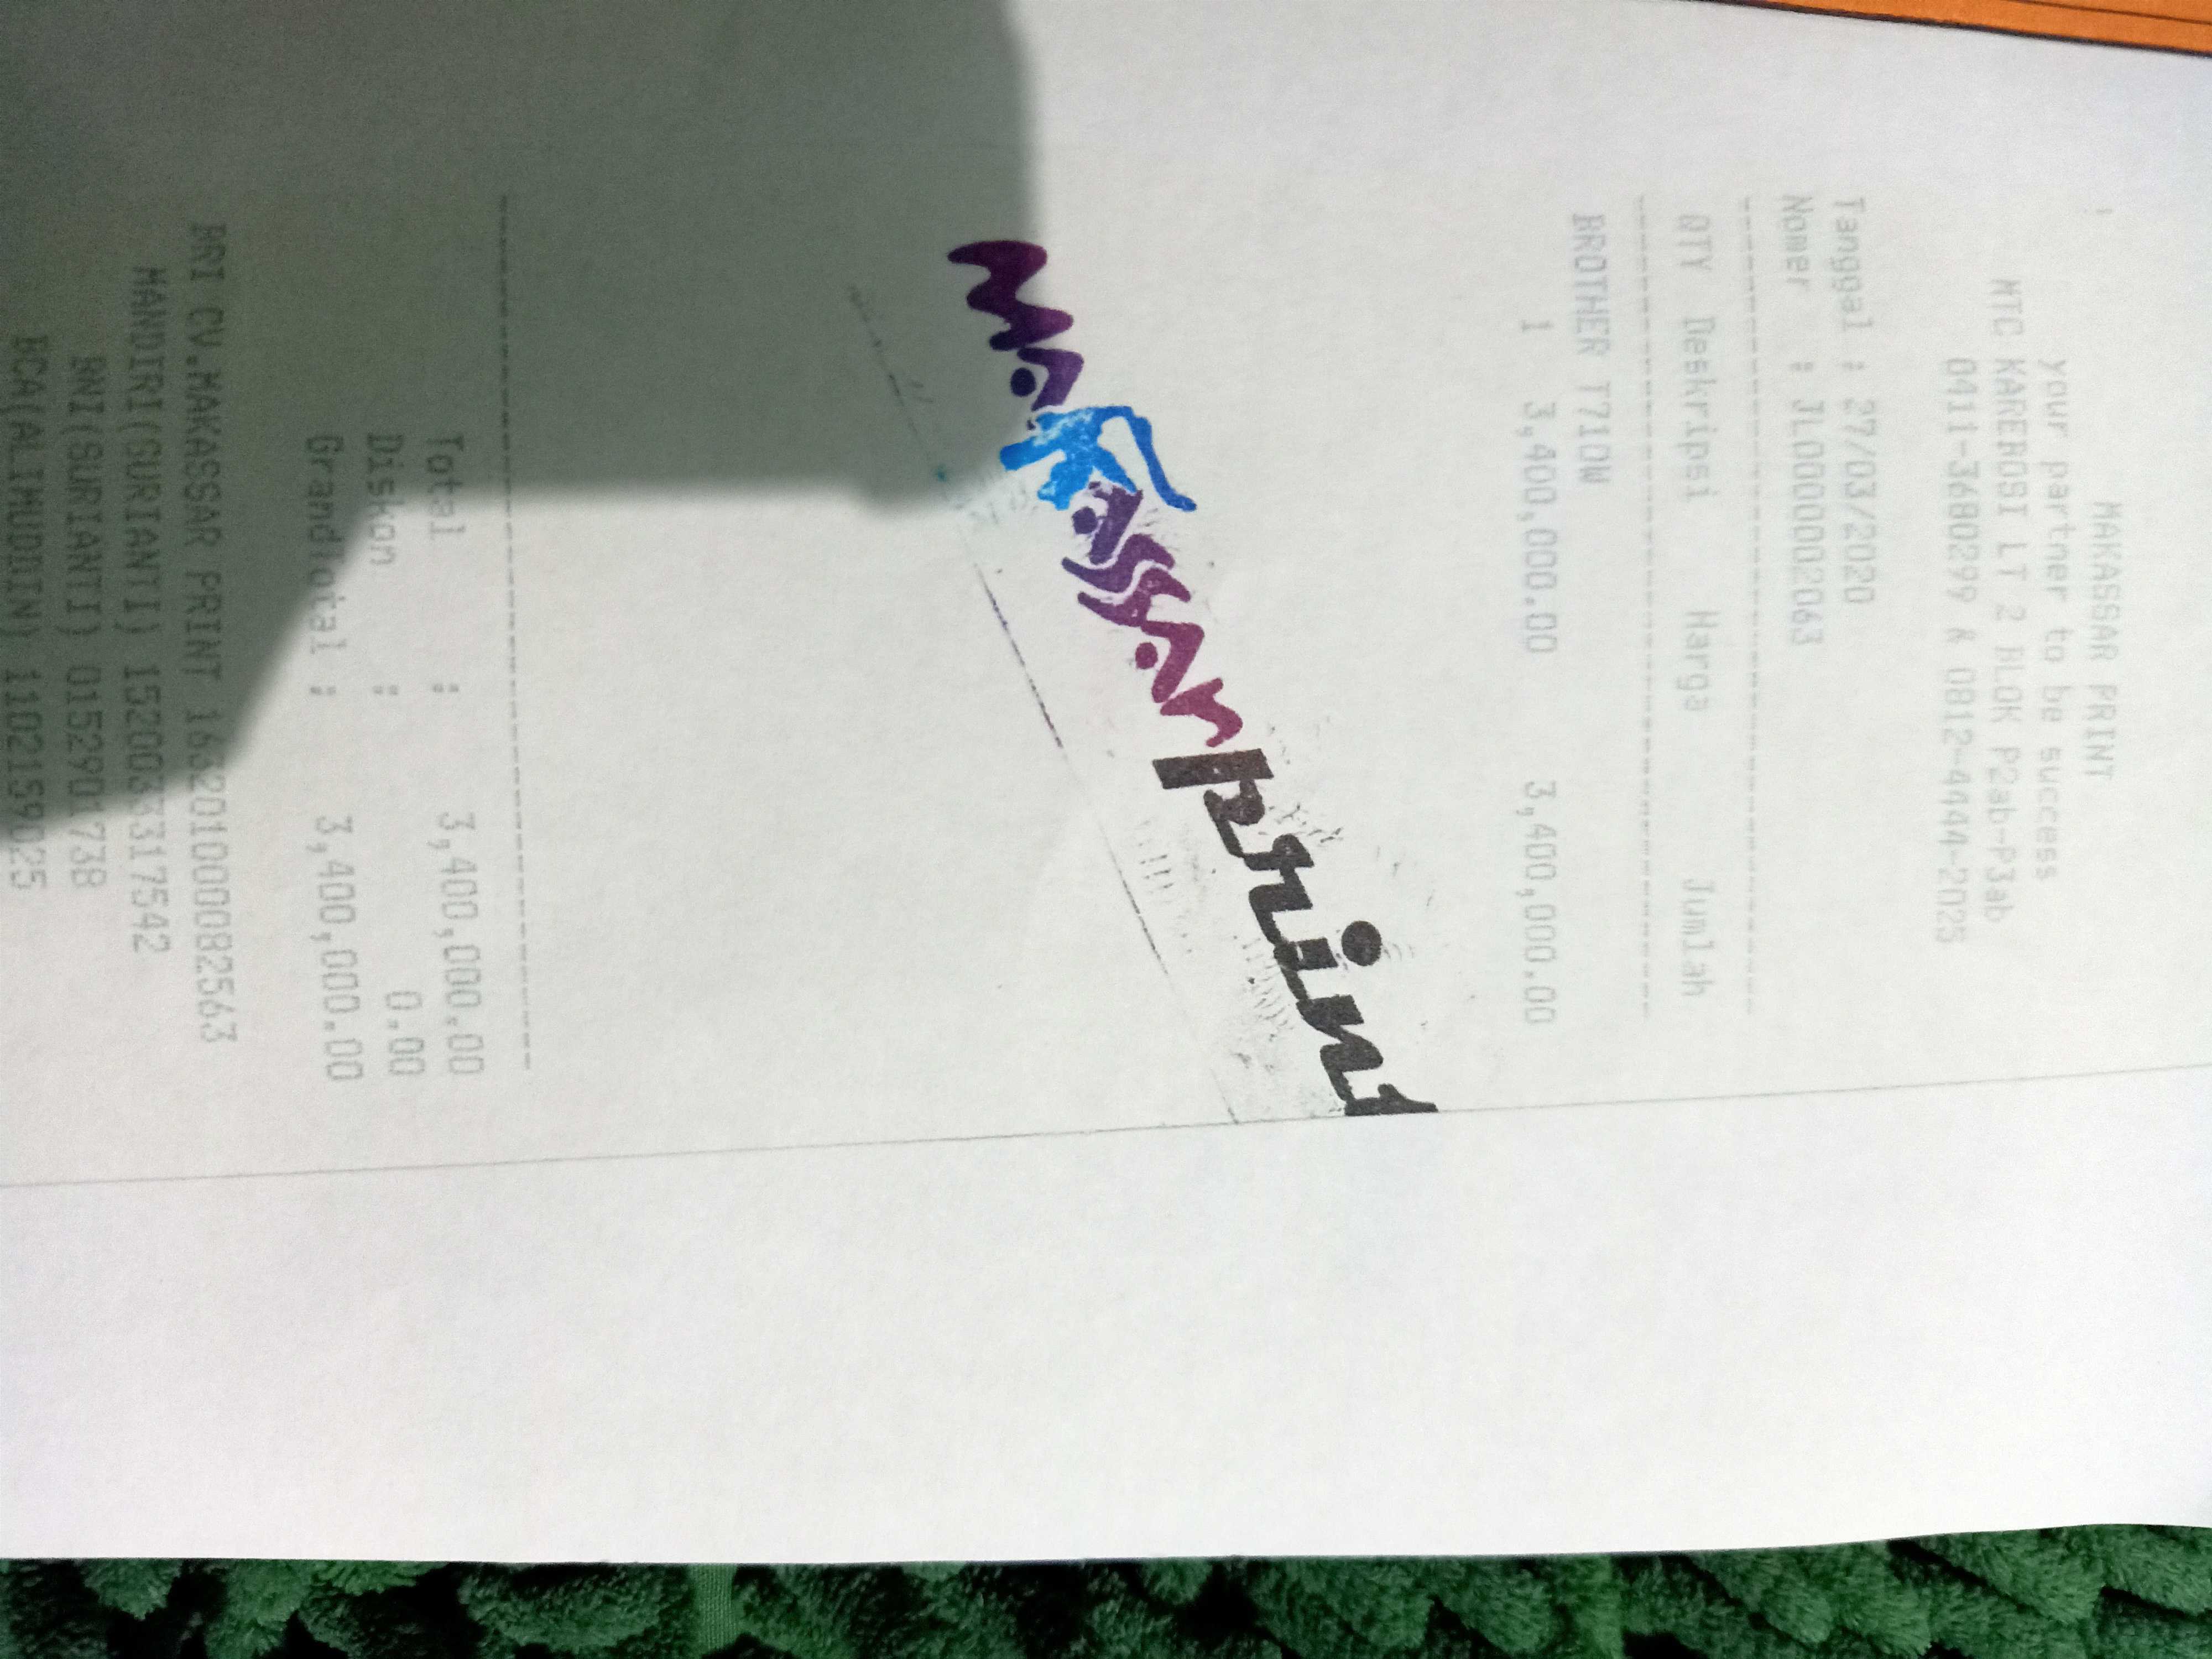 MAKASSAR PRINT
your partner to be success
MTC KAREBOSI LT 2 BLOK P2ab-P3ab
0411-3680299 & 0812-4444-2025
Tanggal : 27/03/2020
Nomer : JL000002063
QTY Deskripsi Harga Jumlah
BROTHER T710W
1 3,400,000.00 3,400,000.00
Makassar print
Total : 3,400,000.00
Diskon : 0.00
Grandtotal : 3,400,000.00
BRI CV.MAKASSAR PRINT
MANDIRI(SURIANTI)
BNI(SURIANTI)
BCA(ALIMUDDIN) 1102159025